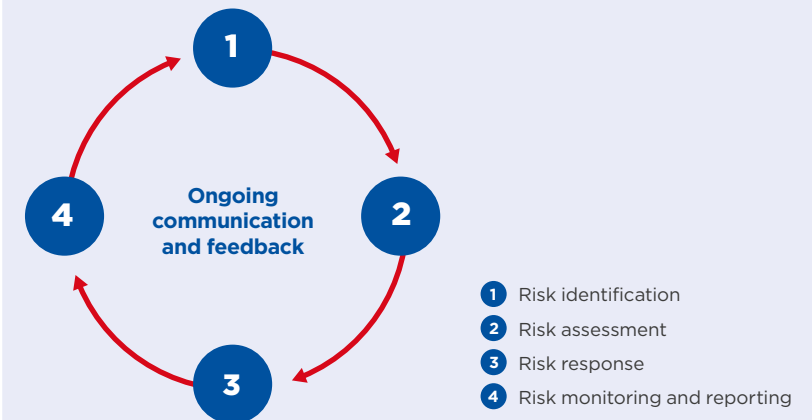 1
4
Ongoing
communication
and feedback
2
3
1 Risk identification
2 Risk assessment
3 Risk response
4 Risk monitoring and reporting